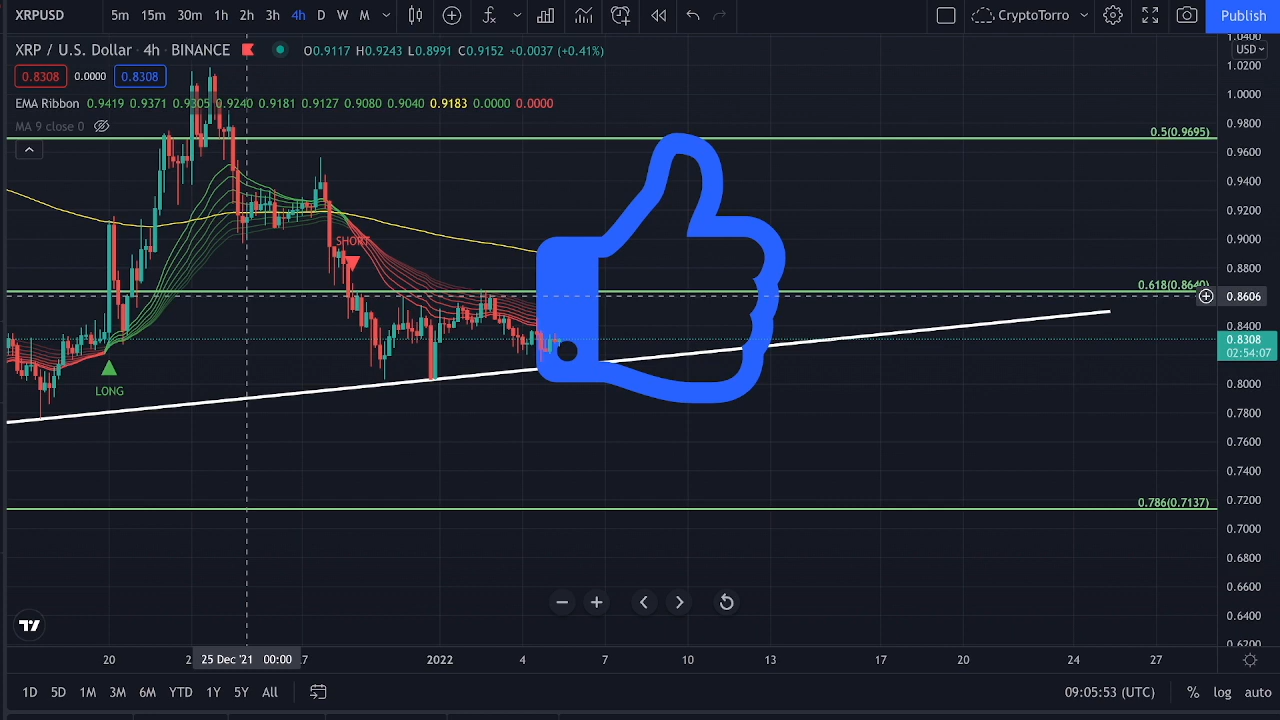 XRPUSD 5m 15m 30m 1h 2h 3h 4h D W M CryptoTorro Publish
XRP / U.S. Dollar · 4h · BINANCE O0.9117 H0.9243 L0.8991 C0.9152 +0.0037 (+0.41%)
USD
0.8308 0.0000 0.8308
EMA Ribbon 0.9419 0.9371 0.9305 0.9240 0.9181 0.9127 0.9080 0.9040 0.9183 0.0000 0.0000
MA 9 close 0
1.0400
1.0200
1.0000
0.9800
0.5(0.9695)
0.9600
0.9400
0.9200
SHORT
0.9000
0.8800
0.618(0.8640)
0.8606
0.8400
0.8308
02:54:07
LONG
0.8000
0.7800
0.7600
0.7400
0.7200
0.786(0.7137)
0.7000
0.6800
0.6600
0.6400
0.6200
20 25 Dec '21 00:00 2022 4 7 10 13 17 20 24 27
1D 5D 1M 3M 6M YTD 1Y 5Y All 09:05:53 (UTC) % log auto